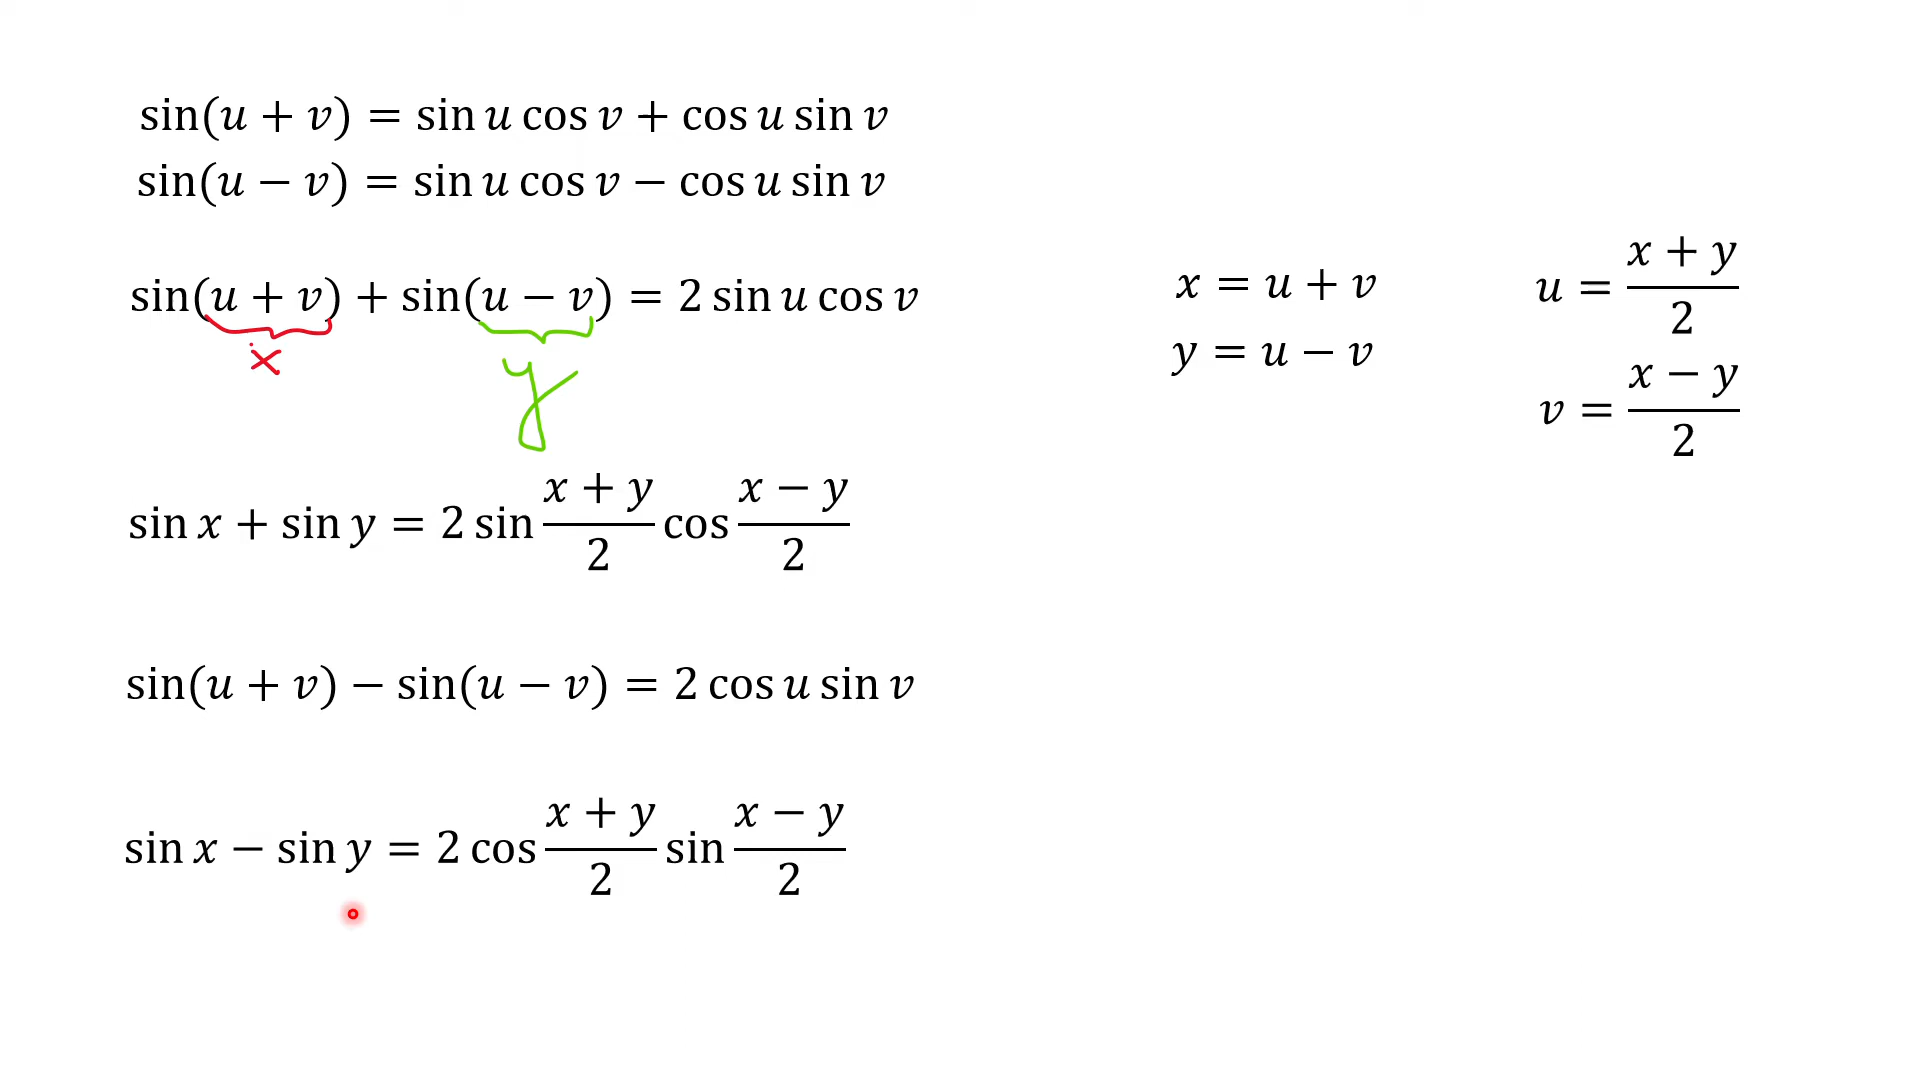 sin(u + v) = sin u cos v + cos u sin v
sin(u − v) = sin u cos v − cos u sin v
sin(u + v) + sin(u − v) = 2 sin u cos v
x
y
sin x + sin y = 2 sin (x + y)/2 cos (x − y)/2
sin(u + v) − sin(u − v) = 2 cos u sin v
sin x − sin y = 2 cos (x + y)/2 sin (x − y)/2
x = u + v
y = u − v
u = (x + y)/2
v = (x − y)/2